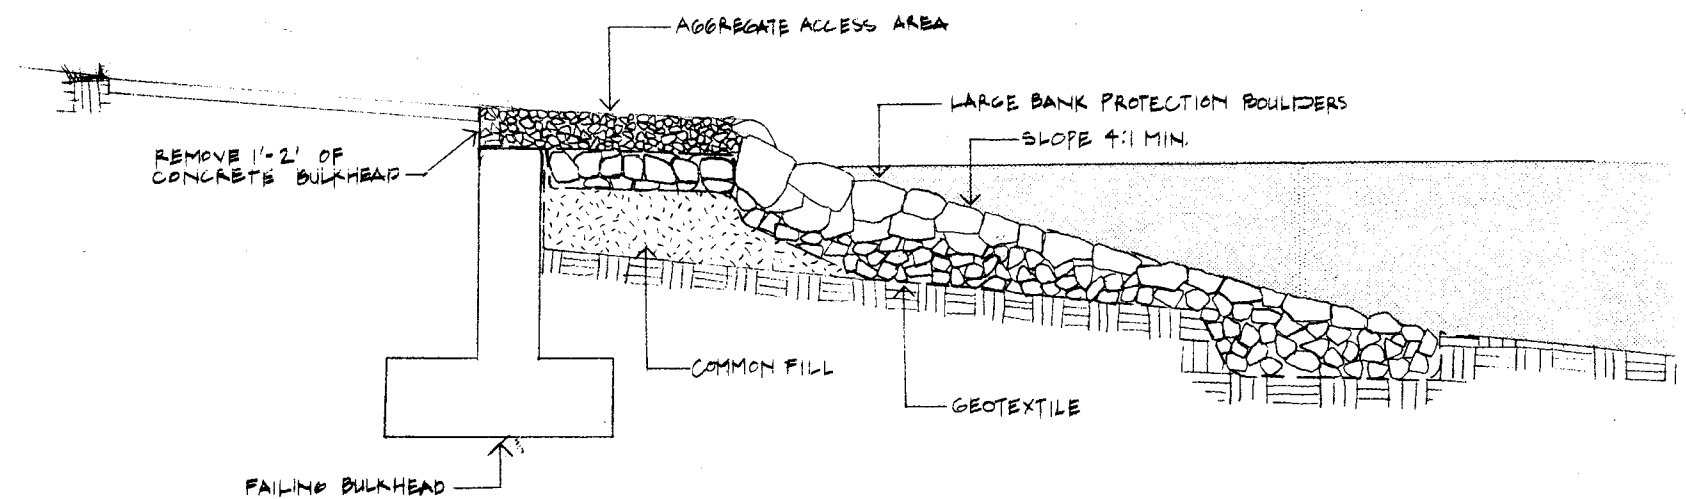 AGGREGATE ACCESS AREA
LARGE BANK PROTECTION BOULDERS
SLOPE 4:1 MIN.
REMOVE 1'-2' OF
CONCRETE BULKHEAD
COMMON FILL
GEOTEXTILE
FAILING BULKHEAD